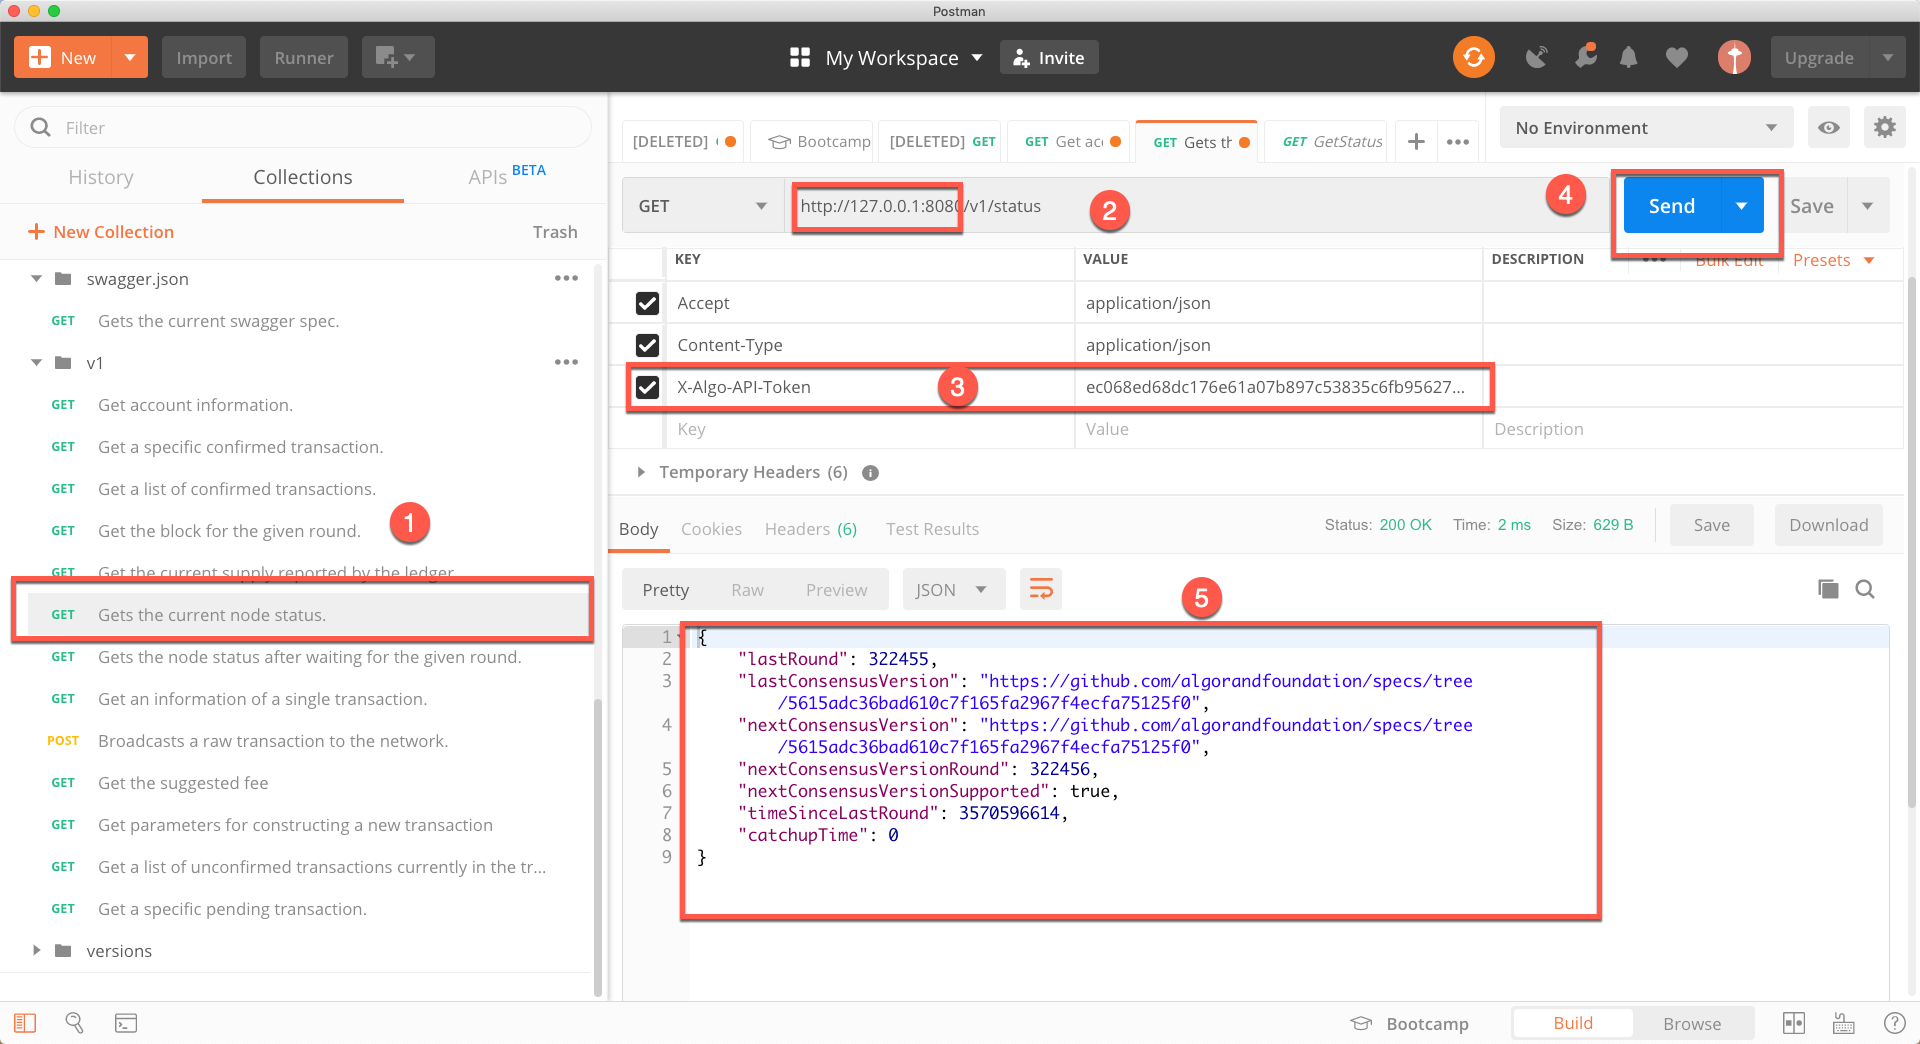 Postman
New
Import
Runner
My Workspace
Invite
Upgrade
Filter
History
Collections
APIs BETA
New Collection
Trash
swagger.json
GET Gets the current swagger spec.
v1
GET Get account information.
GET Get a specific confirmed transaction.
GET Get a list of confirmed transactions.
GET Get the block for the given round.
1
GET Get the current supply reported by the ledger
GET Gets the current node status.
GET Gets the node status after waiting for the given round.
GET Get an information of a single transaction.
POST Broadcasts a raw transaction to the network.
GET Get the suggested fee
GET Get parameters for constructing a new transaction
GET Get a list of unconfirmed transactions currently in the tr...
GET Get a specific pending transaction.
versions
[DELETED]
Bootcamp
[DELETED] GET
GET Get acc
GET Gets th
GET GetStatus
No Environment
GET
http://127.0.0.1:8080/v1/status
2
4
Send
Save
KEY VALUE DESCRIPTION
Bulk Edit
Presets
Accept application/json
Content-Type application/json
X-Algo-API-Token 3 ec068ed68dc176e61a07b897c53835c6fb95627...
Key Value Description
Temporary Headers (6)
Body Cookies Headers (6) Test Results
Status: 200 OK Time: 2 ms Size: 629 B
Save
Download
Pretty Raw Preview
JSON
5
1 {
2 "lastRound": 322455,
3 "lastConsensusVersion": "https://github.com/algorandfoundation/specs/tree
/5615adc36bad610c7f165fa2967f4ecfa75125f0",
4 "nextConsensusVersion": "https://github.com/algorandfoundation/specs/tree
/5615adc36bad610c7f165fa2967f4ecfa75125f0",
5 "nextConsensusVersionRound": 322456,
6 "nextConsensusVersionSupported": true,
7 "timeSinceLastRound": 3570596614,
8 "catchupTime": 0
9 }
Bootcamp
Build
Browse